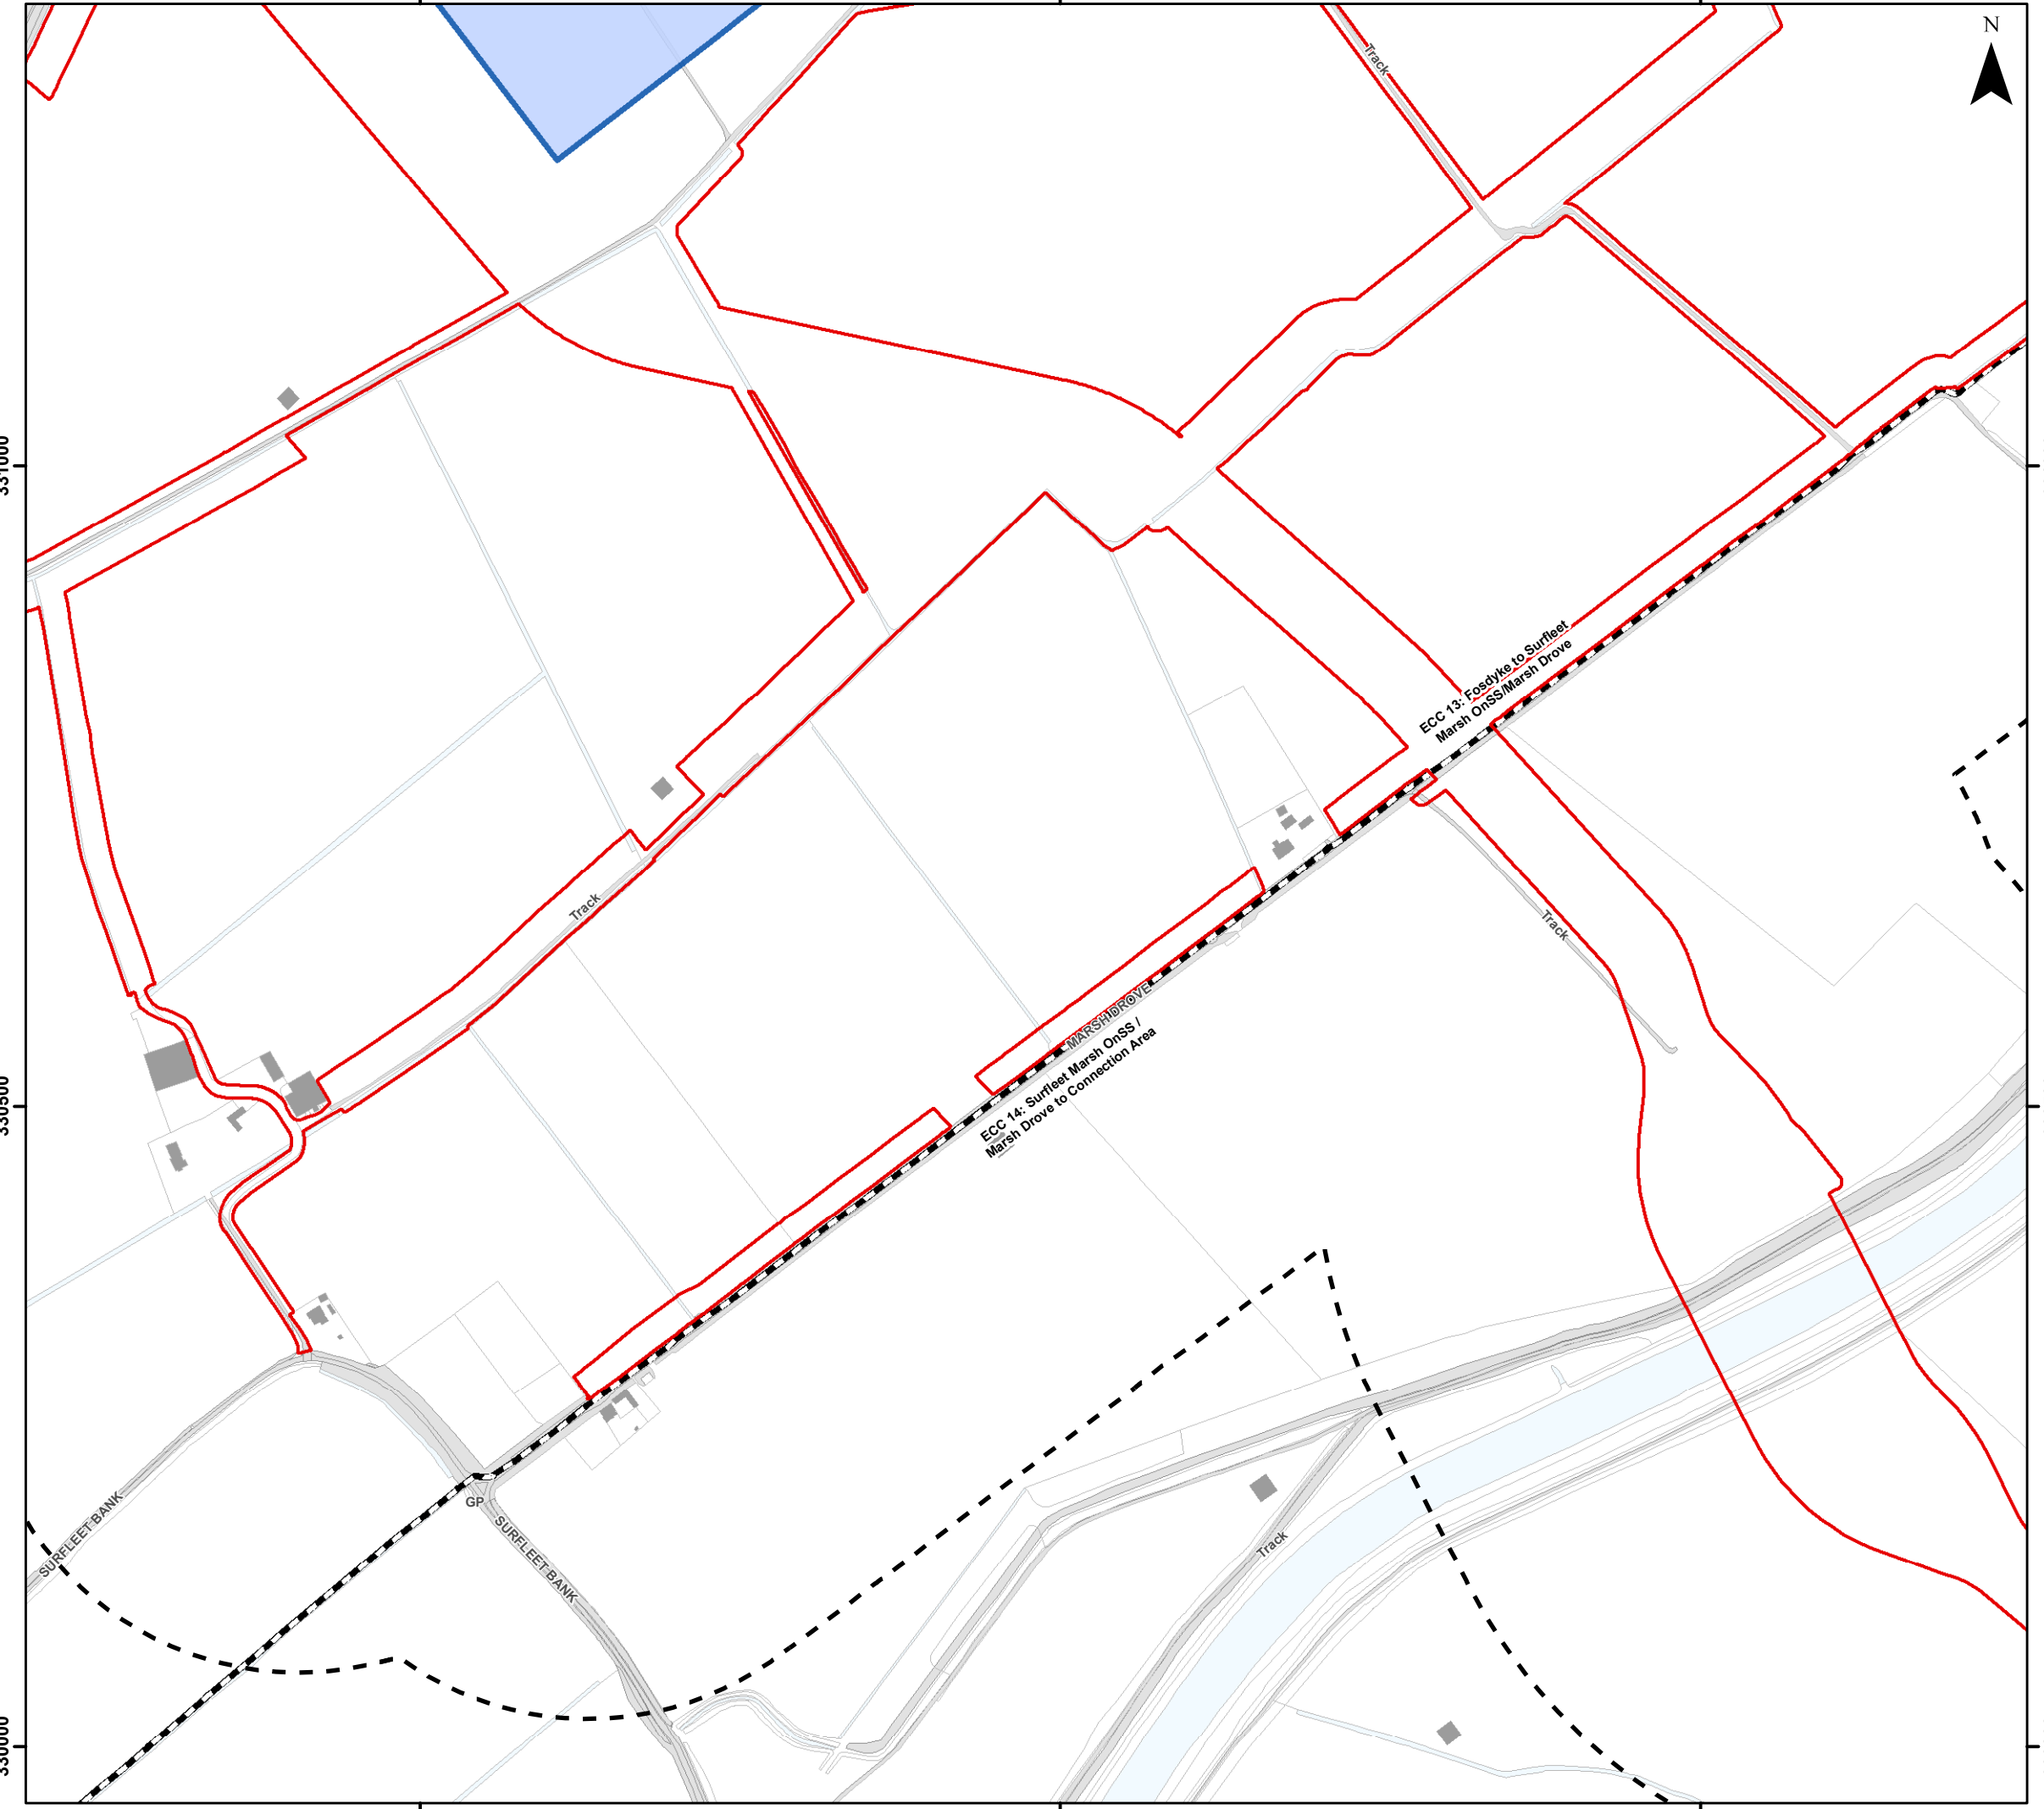 N
Track
331000
ECC 13: Fosdyke to Surfleet
Marsh OnSS/Marsh Drove
Track
Track
MARSH DROVE
ECC 14: Surfleet Marsh OnSS /
Marsh Drove to Connection Area
330500
SURFLEET BANK
GP
SURFLEET BANK
Track
330000